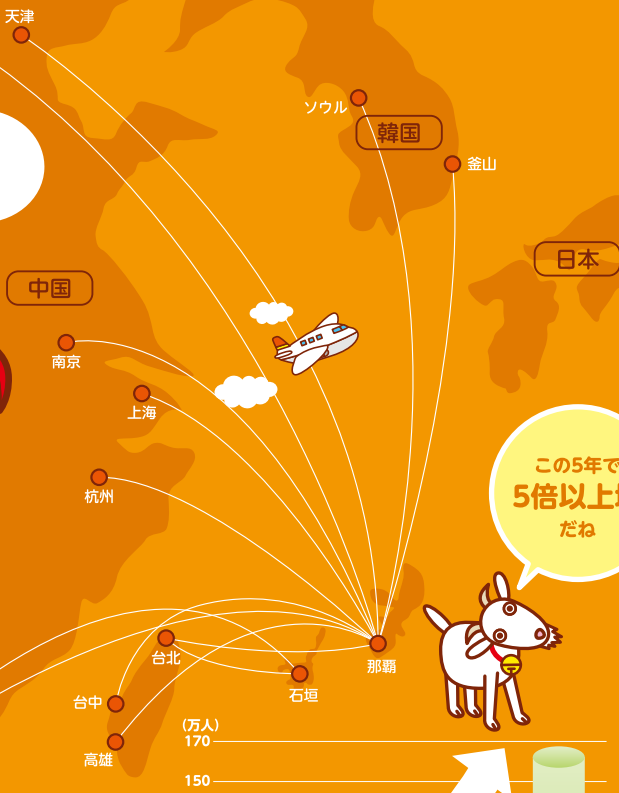 天津
ソウル
韓国
釜山
日本
中国
南京
上海
この5年で
5倍以上
だね
杭州
台北
那覇
石垣
台中
高雄
(万人)
170
150